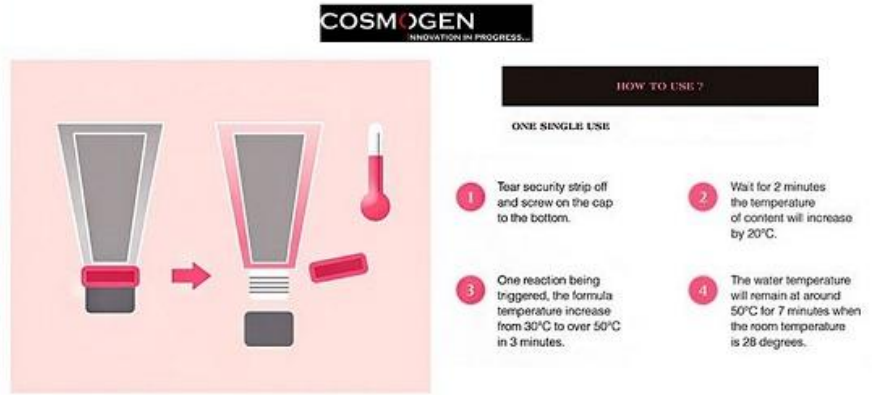 COSMOGEN
INNOVATION IN PROGRESS...
HOW TO USE ?
ONE SINGLE USE
1
Tear security strip off
and screw on the cap
to the bottom.
2
Wait for 2 minutes
the temperature
of content will increase
by 20°C.
3
One reaction being
triggered, the formula
temperature increase
from 30°C to over 50°C
in 3 minutes.
4
The water temperature
will remain at around
50°C for 7 minutes when
the room temperature
is 28 degrees.